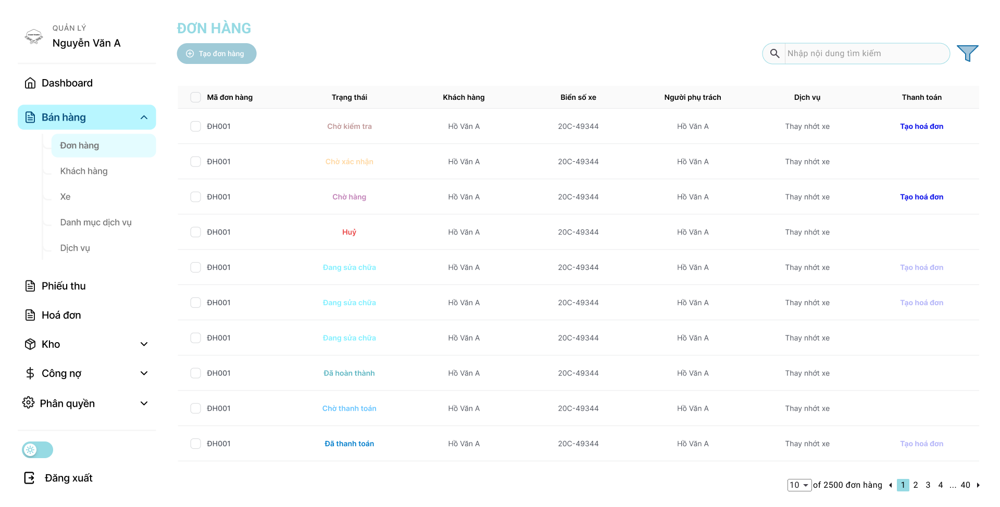 QUẢN LÝ
Nguyễn Văn A
Dashboard
Bán hàng
Đơn hàng
Khách hàng
Xe
Danh mục dịch vụ
Dịch vụ
Phiếu thu
Hoá đơn
Kho
Công nợ
Phân quyền
Đăng xuất
ĐƠN HÀNG
Tạo đơn hàng
Nhập nội dung tìm kiếm
Mã đơn hàng Trạng thái Khách hàng Biển số xe Người phụ trách Dịch vụ Thanh toán
ĐH001 Chờ kiểm tra Hồ Văn A 20C-49344 Hồ Văn A Thay nhớt xe Tạo hoá đơn
ĐH001 Chờ xác nhận Hồ Văn A 20C-49344 Hồ Văn A Thay nhớt xe
ĐH001 Chờ hàng Hồ Văn A 20C-49344 Hồ Văn A Thay nhớt xe Tạo hoá đơn
ĐH001 Huỷ Hồ Văn A 20C-49344 Hồ Văn A Thay nhớt xe
ĐH001 Đang sửa chữa Hồ Văn A 20C-49344 Hồ Văn A Thay nhớt xe Tạo hoá đơn
ĐH001 Đang sửa chữa Hồ Văn A 20C-49344 Hồ Văn A Thay nhớt xe Tạo hoá đơn
ĐH001 Đang sửa chữa Hồ Văn A 20C-49344 Hồ Văn A Thay nhớt xe
ĐH001 Đã hoàn thành Hồ Văn A 20C-49344 Hồ Văn A Thay nhớt xe
ĐH001 Chờ thanh toán Hồ Văn A 20C-49344 Hồ Văn A Thay nhớt xe
ĐH001 Đã thanh toán Hồ Văn A 20C-49344 Hồ Văn A Thay nhớt xe Tạo hoá đơn
10 of 2500 đơn hàng 1 2 3 4 ... 40